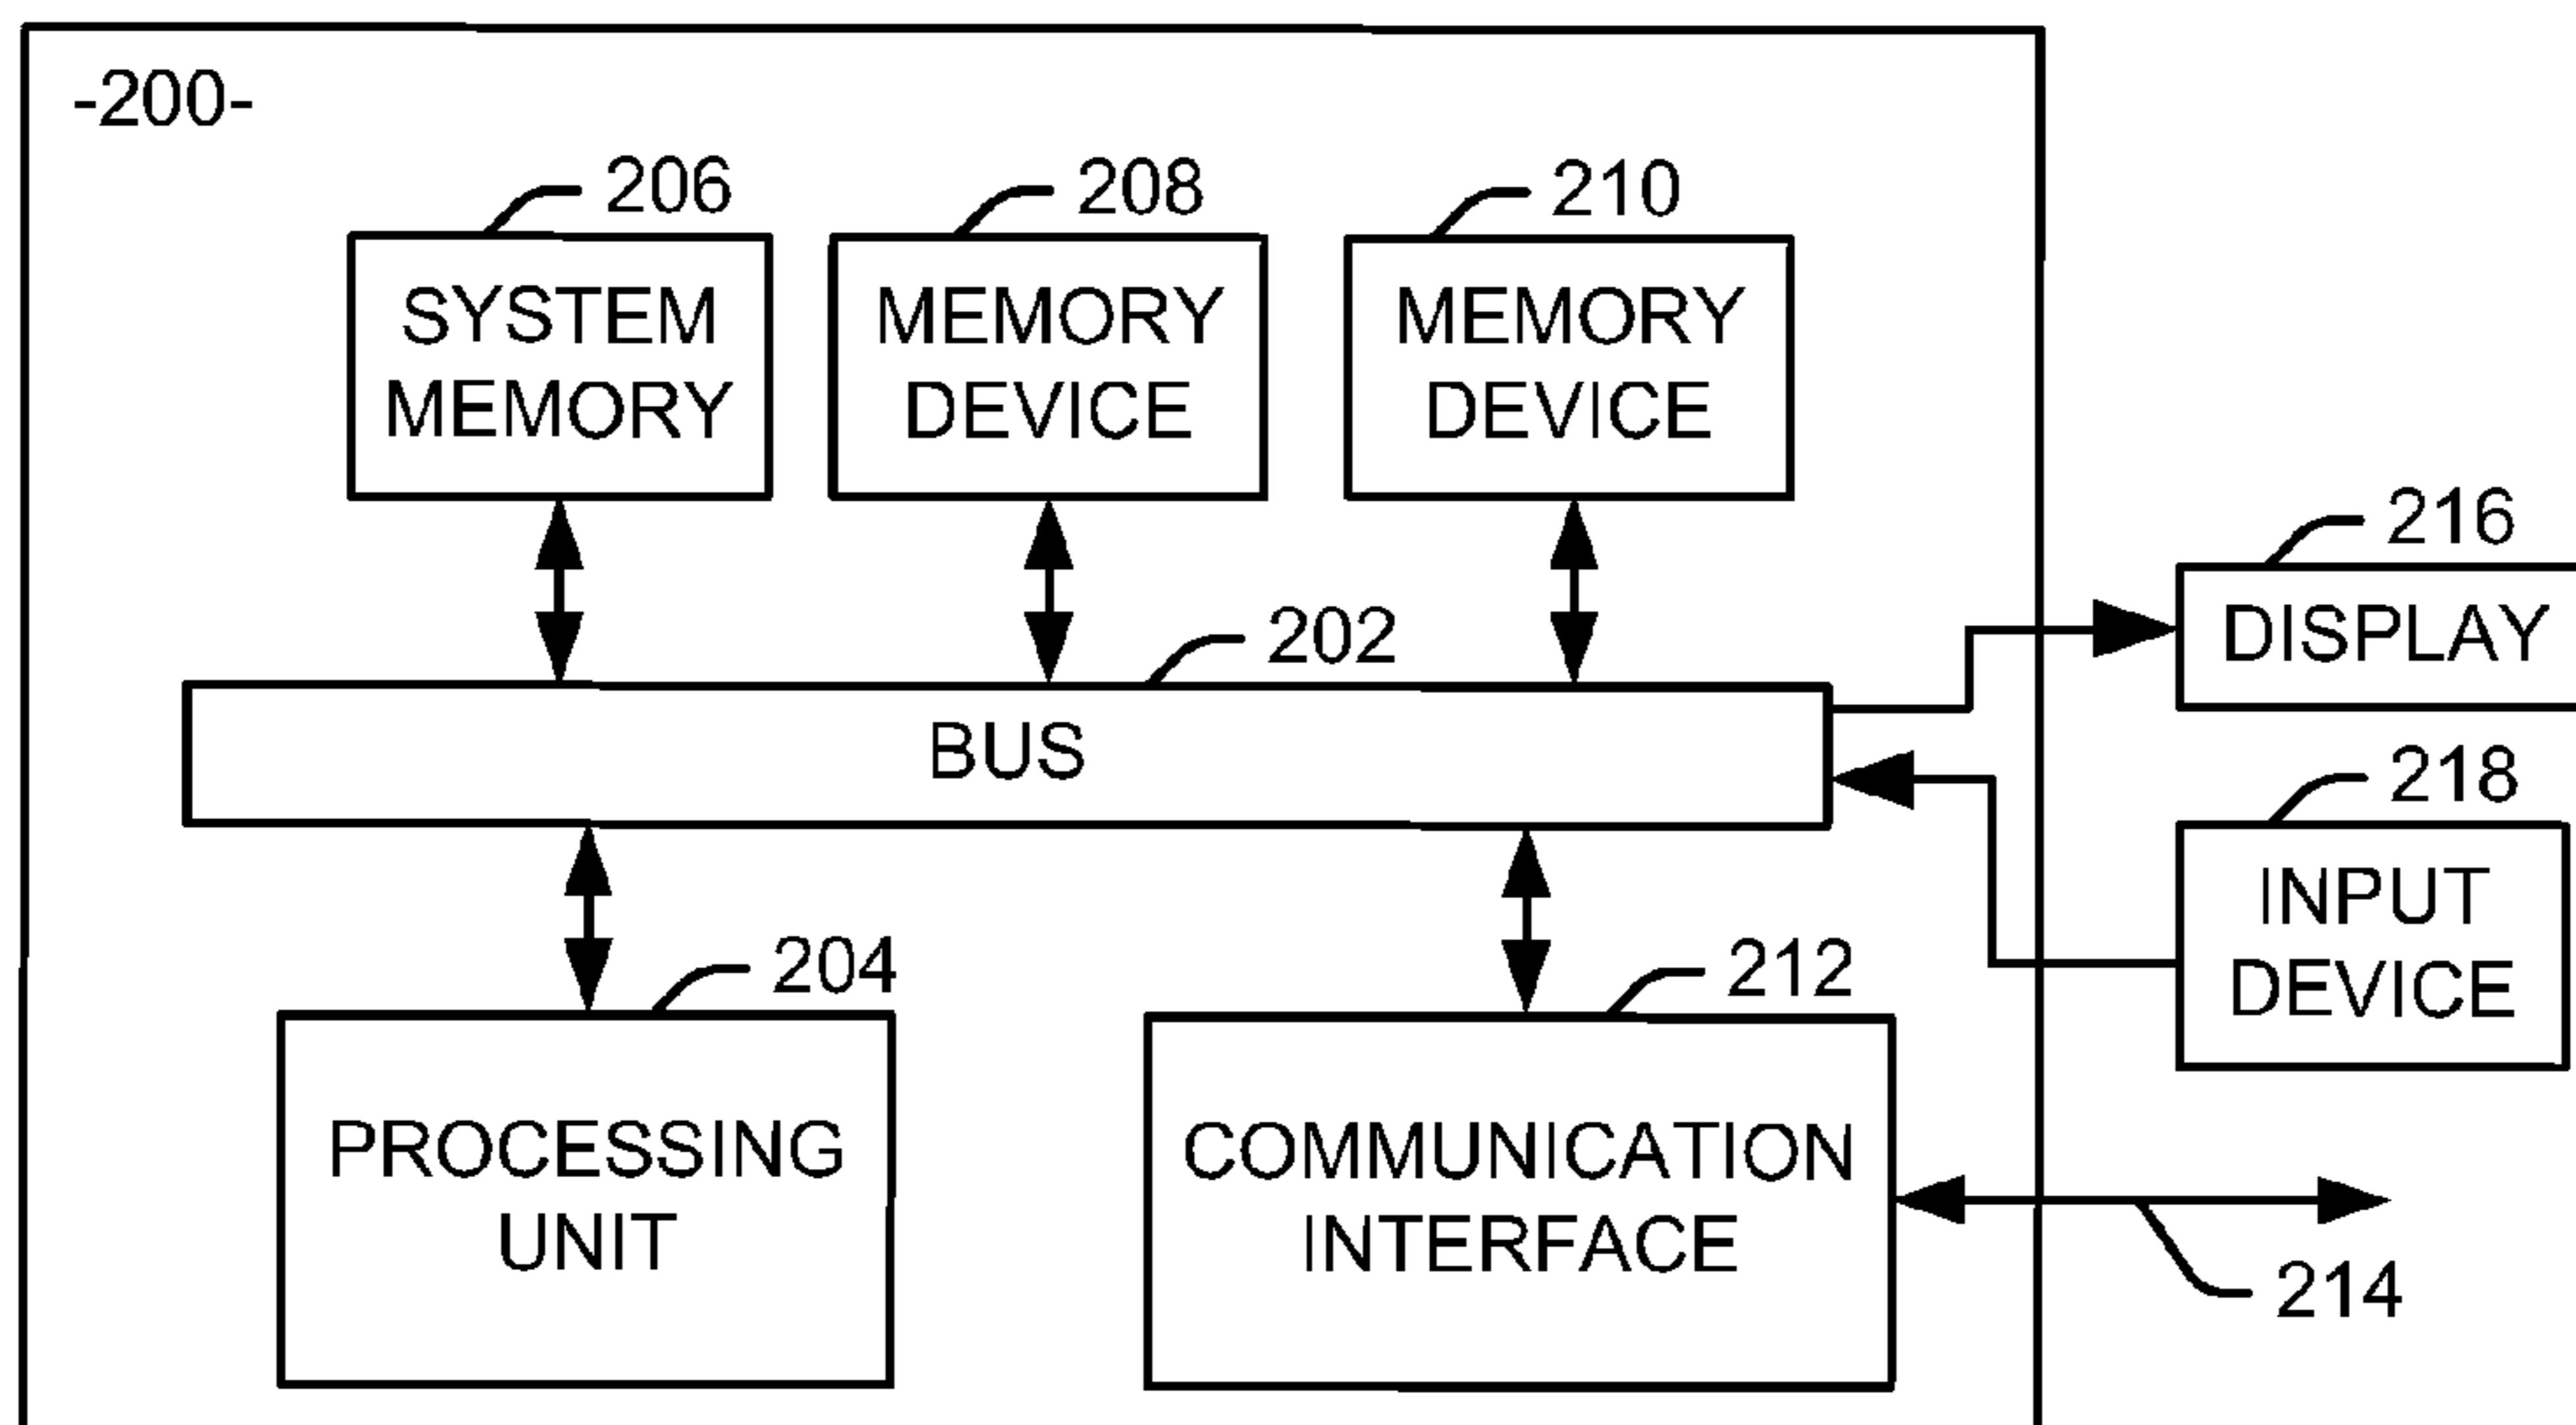 -200-
206
208
210
SYSTEM
MEMORY
MEMORY
DEVICE
MEMORY
DEVICE
216
DISPLAY
202
BUS
218
INPUT
DEVICE
204
212
PROCESSING
UNIT
COMMUNICATION
INTERFACE
214